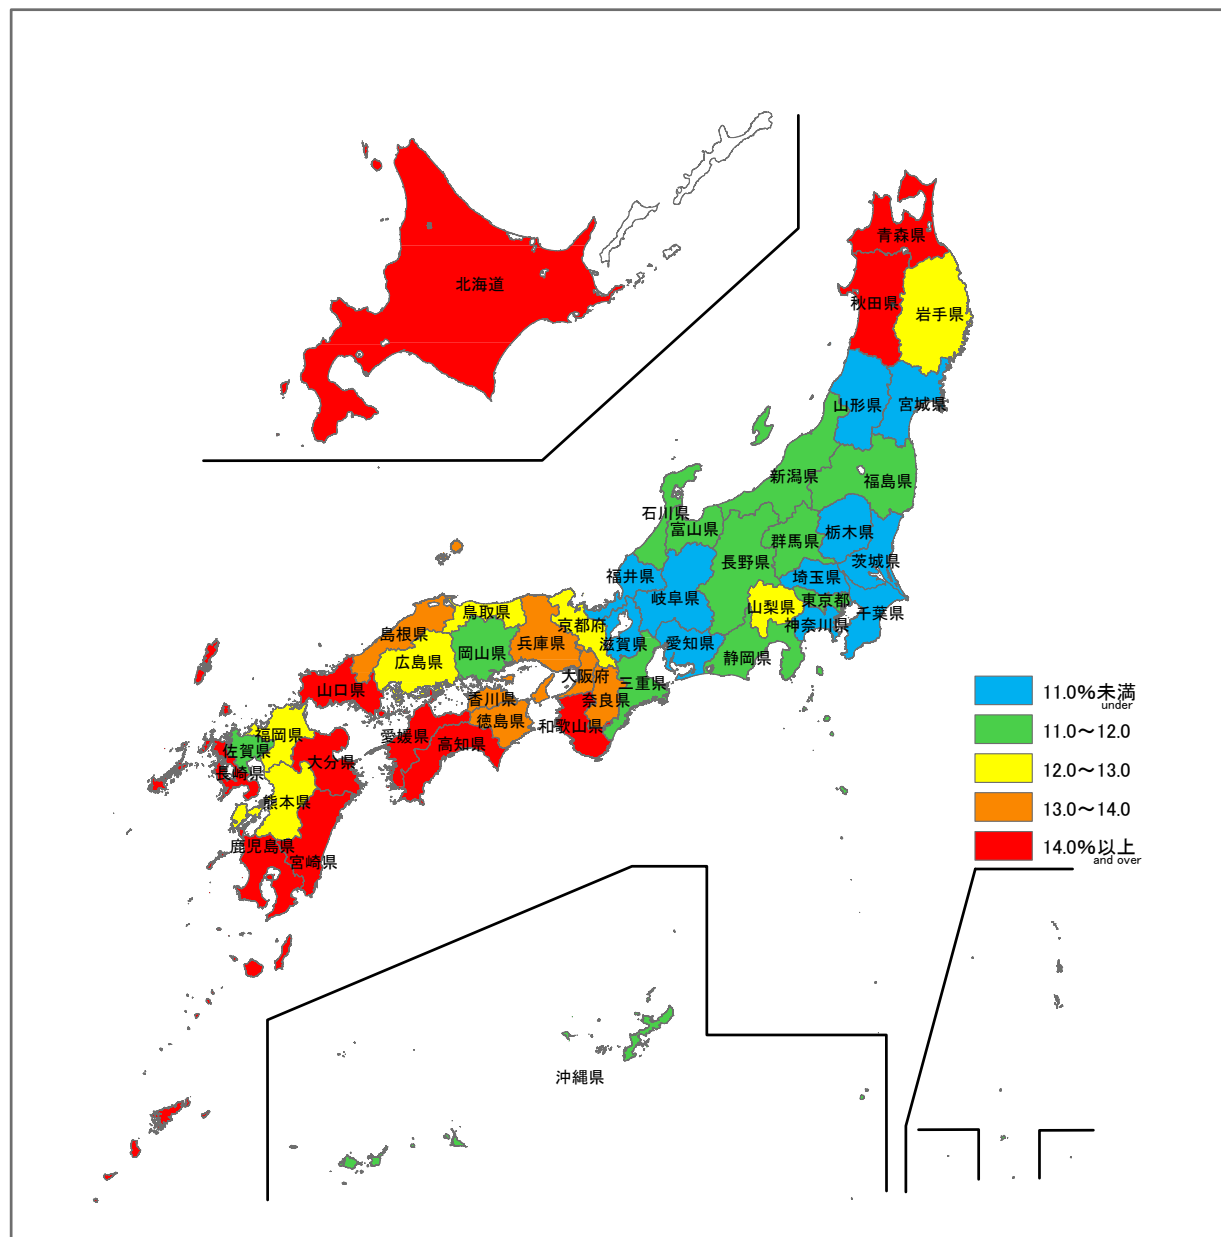 青森県
北海道
秋田県
岩手県
山形県
宮城県
新潟県
福島県
石川県
富山県
栃木県
群馬県
長野県
茨城県
福井県
埼玉県
岐阜県
山梨県
東京都
千葉県
鳥取県
京都府
神奈川県
島根県
兵庫県
滋賀県
愛知県
岡山県
静岡県
広島県
大阪府
三重県
山口県
香川県
奈良県
徳島県
和歌山県
福岡県
愛媛県
高知県
佐賀県
大分県
長崎県
熊本県
鹿児島県
宮崎県
沖縄県
11.0%未満
under
11.0～12.0
12.0～13.0
13.0～14.0
14.0%以上
and over